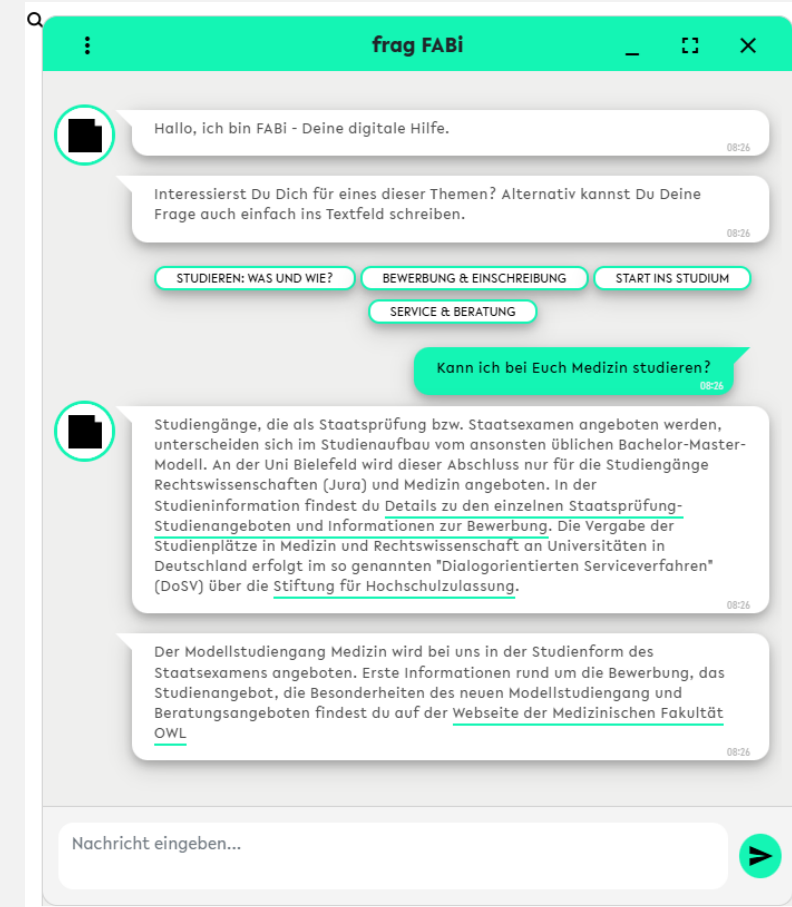 frag FABi
Hallo, ich bin FABi - Deine digitale Hilfe.
08:26
Interessierst Du Dich für eines dieser Themen? Alternativ kannst Du Deine
Frage auch einfach ins Textfeld schreiben.
08:26
STUDIEREN: WAS UND WIE?
BEWERBUNG & EINSCHREIBUNG
START INS STUDIUM
SERVICE & BERATUNG
Kann ich bei Euch Medizin studieren?
08:26
Studiengänge, die als Staatsprüfung bzw. Staatsexamen angeboten werden,
unterscheiden sich im Studienaufbau vom ansonsten üblichen Bachelor-Master-
Modell. An der Uni Bielefeld wird dieser Abschluss nur für die Studiengänge
Rechtswissenschaften (Jura) und Medizin angeboten. In der
Studieninformation findest du Details zu den einzelnen Staatsprüfung-
Studienangeboten und Informationen zur Bewerbung. Die Vergabe der
Studienplätze in Medizin und Rechtswissenschaft an Universitäten in
Deutschland erfolgt im so genannten "Dialogorientierten Serviceverfahren"
(DoSV) über die Stiftung für Hochschulzulassung.
08:26
Der Modellstudiengang Medizin wird bei uns in der Studienform des
Staatsexamens angeboten. Erste Informationen rund um die Bewerbung, das
Studienangebot, die Besonderheiten des neuen Modellstudiengang und
Beratungsangeboten findest du auf der Webseite der Medizinischen Fakultät
OWL
08:26
Nachricht eingeben...